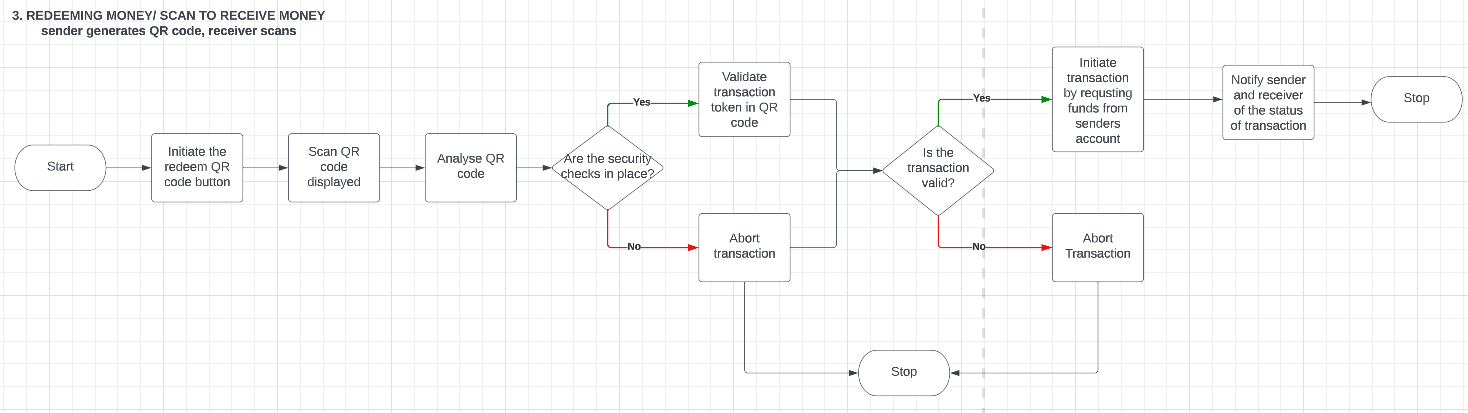 3. REDEEMING MONEY/ SCAN TO RECEIVE MONEY
sender generates QR code, receiver scans
Start
Initiate the
redeem QR
code button
Scan QR
code
displayed
Analyse QR
code
Are the security
checks in place?
Yes
No
Validate
transaction
token in QR
code
Abort
transaction
Is the
transaction
valid?
Yes
No
Initiate
transaction
by requsting
funds from
senders
account
Abort
Transaction
Notify sender
and receiver
of the status
of transaction
Stop
Stop